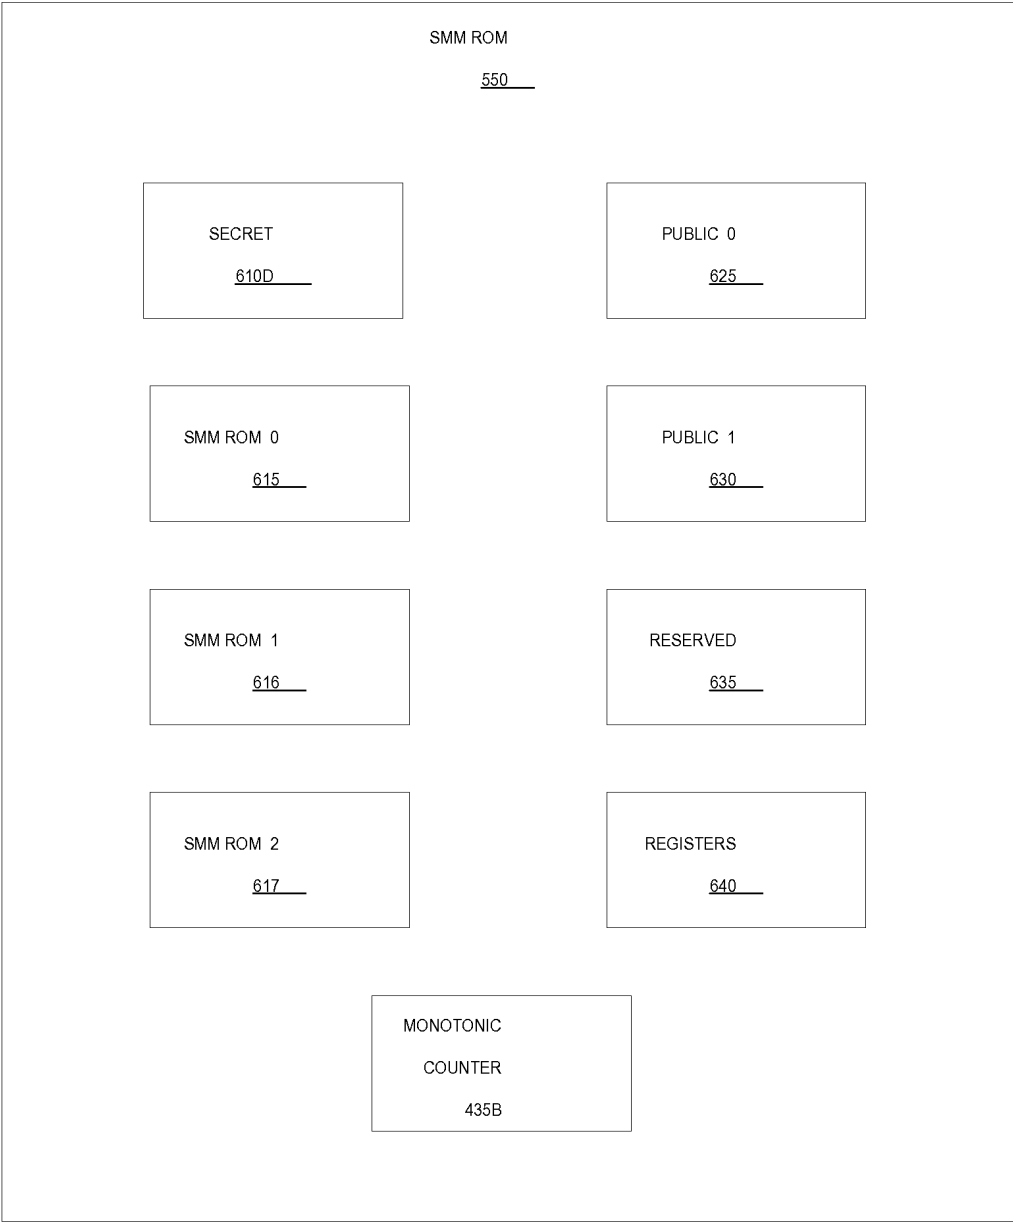 SMM ROM
550
SECRET
610D
PUBLIC 0
625
SMM ROM 0
615
PUBLIC 1
630
SMM ROM 1
616
RESERVED
635
SMM ROM 2
617
REGISTERS
640
MONOTONIC
COUNTER
435B